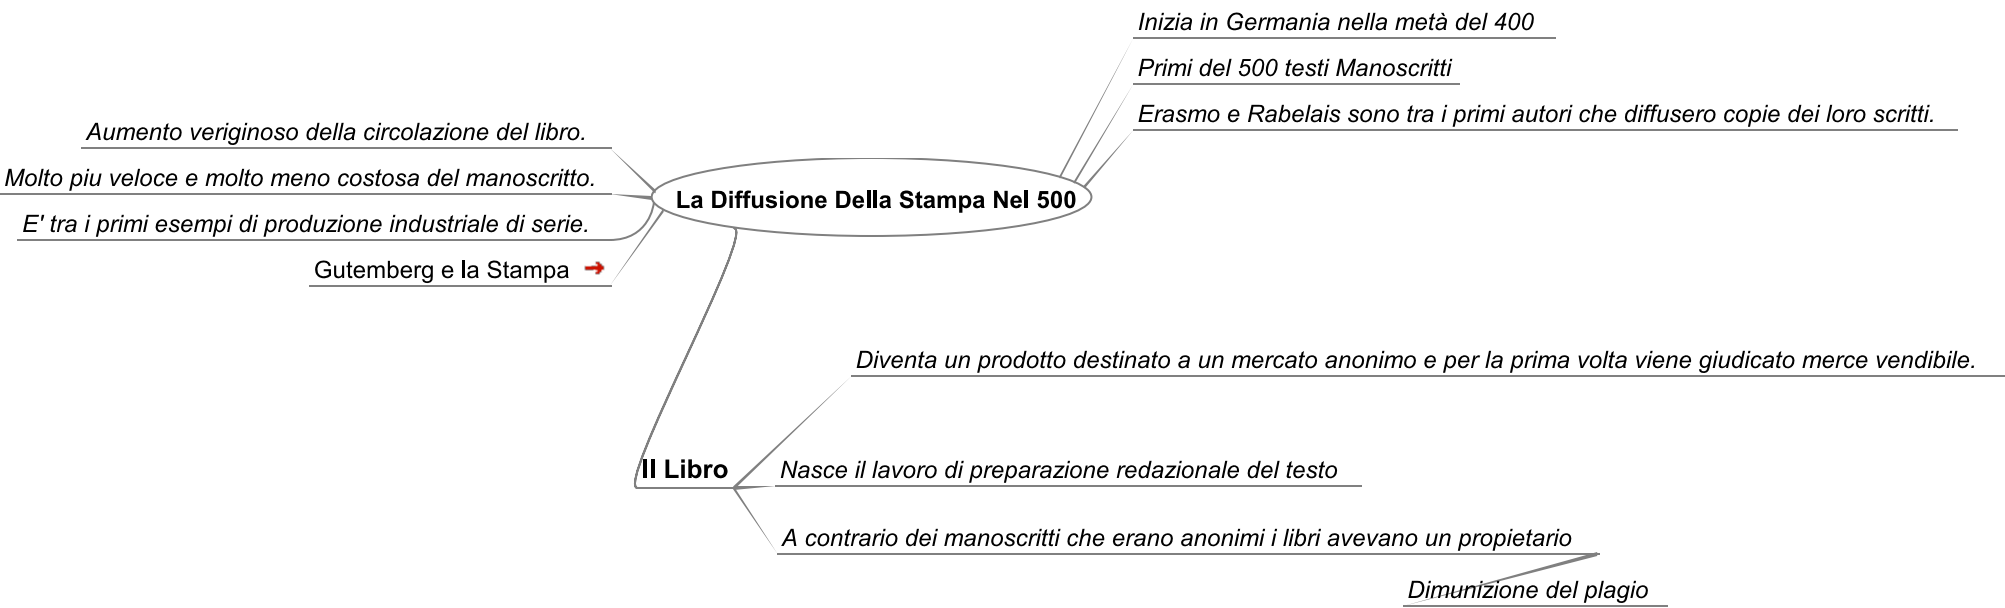 Inizia in Germania nella metà del 400
Primi del 500 testi Manoscritti
Erasmo e Rabelais sono tra i primi autori che diffusero copie dei loro scritti.
Aumento veriginoso della circolazione del libro.
Molto piu veloce e molto meno costosa del manoscritto.
E' tra i primi esempi di produzione industriale di serie.
Gutemberg e la Stampa
La Diffusione Della Stampa Nel 500
Diventa un prodotto destinato a un mercato anonimo e per la prima volta viene giudicato merce vendibile.
Il Libro
Nasce il lavoro di preparazione redazionale del testo
A contrario dei manoscritti che erano anonimi i libri avevano un propietario
Dimunizione del plagio